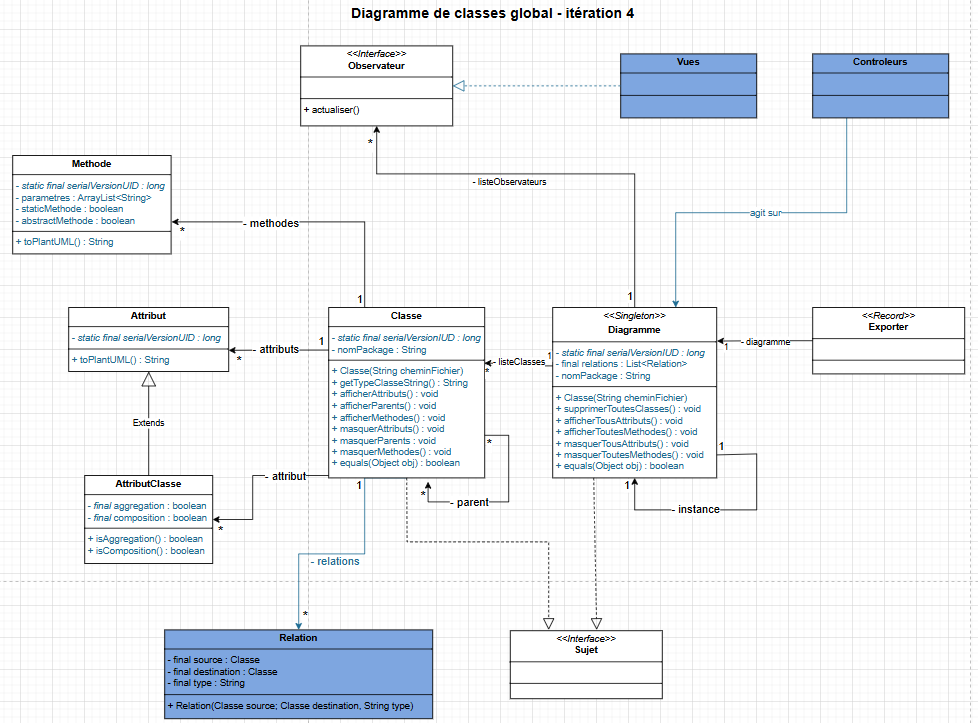 Diagramme de classes global - itération 4
<<Interface>>
Observateur
+ actualiser()
Vues
Controleurs
*
- listeObservateurs
Methode
- static final serialVersionUID : long
- parametres : ArrayList<String>
- staticMethode : boolean
- abstractMethode : boolean
+ toPlantUML() : String
*
- methodes
agit sur
1
1
Attribut
- static final serialVersionUID : long
+ toPlantUML() : String
*
- attributs
1
Classe
- static final serialVersionUID : long
- nomPackage : String
+ Classe(String cheminFichier)
+ getTypeClasseString() : String
+ afficherAttributs() : void
+ afficherParents() : void
+ afficherMethodes() : void
+ masquerAttributs() : void
+ masquerParents : void
+ masquerMethodes() : void
+ equals(Object obj) : boolean
*
- listeClasses
1
<<Singleton>>
Diagramme
- static final serialVersionIUD : long
- final relations : List<Relation>
- nomPackage : String
+ Classe(String cheminFichier)
+ supprimerToutesClasses() : void
+ afficherTousAttributs() : void
+ afficherToutesMethodes() : void
+ masquerTousAttributs() : void
+ masquerToutesMethodes() : void
+ equals(Object obj) : boolean
1
- diagramme
<<Record>>
Exporter
Extends
AttributClasse
- final aggregation : boolean
- final composition : boolean
+ isAggregation() : boolean
+ isComposition() : boolean
*
- attribut
1
*
*
- parent
1
1
- instance
- relations
*
Relation
- final source : Classe
- final destination : Classe
- final type : String
+ Relation(Classe source; Classe destination, String type)
<<Interface>>
Sujet